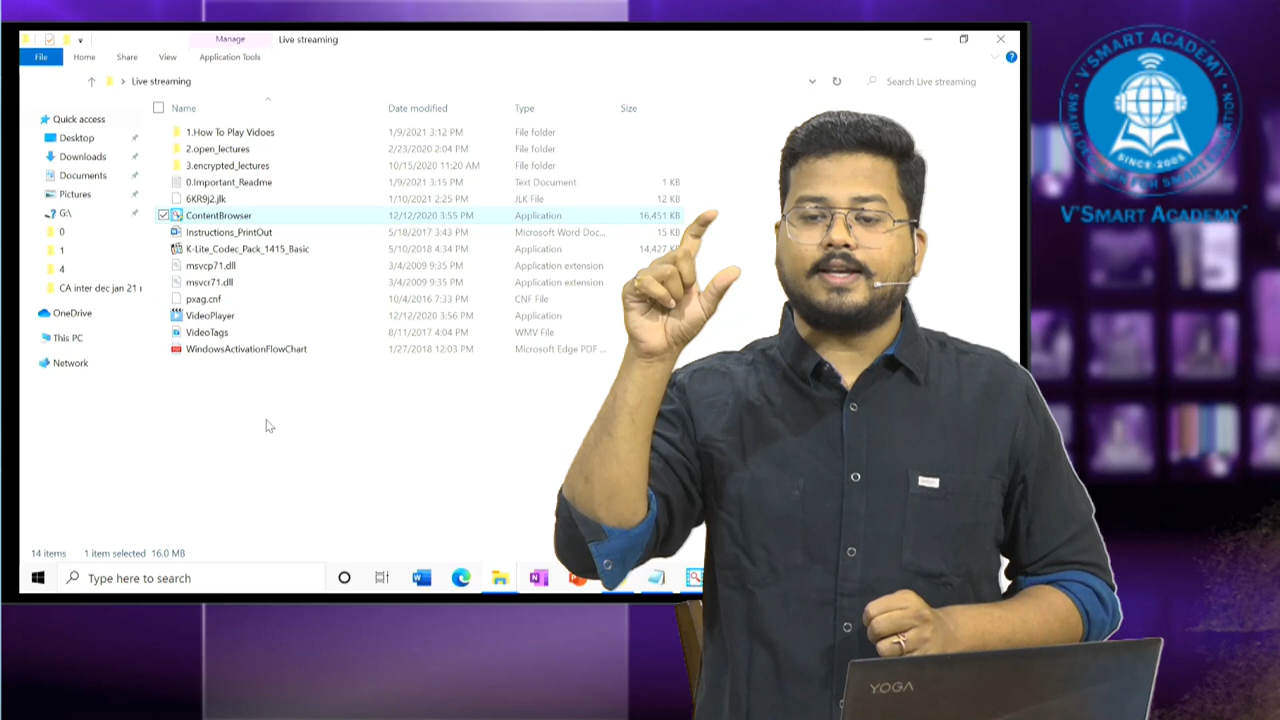 Manage
Live streaming
File
Home
Share
View
Application Tools
Live streaming
Search Live streaming
Name
Date modified
Type
Size
Quick access
Desktop
Downloads
Documents
Pictures
G:\
0
1
4
CA inter dec jan 21 r
OneDrive
This PC
Network
1.How To Play Vidoes 1/9/2021 3:12 PM File folder
2.open_lectures 2/23/2020 2:04 PM File folder
3.encrypted_lectures 10/15/2020 11:20 AM File folder
0.Important_Readme 1/9/2021 3:15 PM Text Document 1 KB
6KR9j2.jlk 1/10/2021 2:25 PM JLK File 12 KB
ContentBrowser 12/12/2020 3:55 PM Application 16,451 KB
Instructions_PrintOut 5/18/2017 3:43 PM Microsoft Word Doc... 15 KB
K-Lite_Codec_Pack_1415_Basic 5/10/2018 4:34 PM Application 14,427 KB
msvcp71.dll 3/4/2009 9:35 PM Application extension
msvcr71.dll 3/4/2009 9:35 PM Application extension
pxag.cnf 10/4/2016 7:33 PM CNF File
VideoPlayer 12/12/2020 3:56 PM Application
VideoTags 8/11/2017 4:04 PM WMV File
WindowsActivationFlowChart 1/27/2018 12:03 PM Microsoft Edge PDF ...
14 items 1 item selected 16.0 MB
Type here to search
V'SMART ACADEMY
SINCE-2005
V'Smart Academy™
YOGA